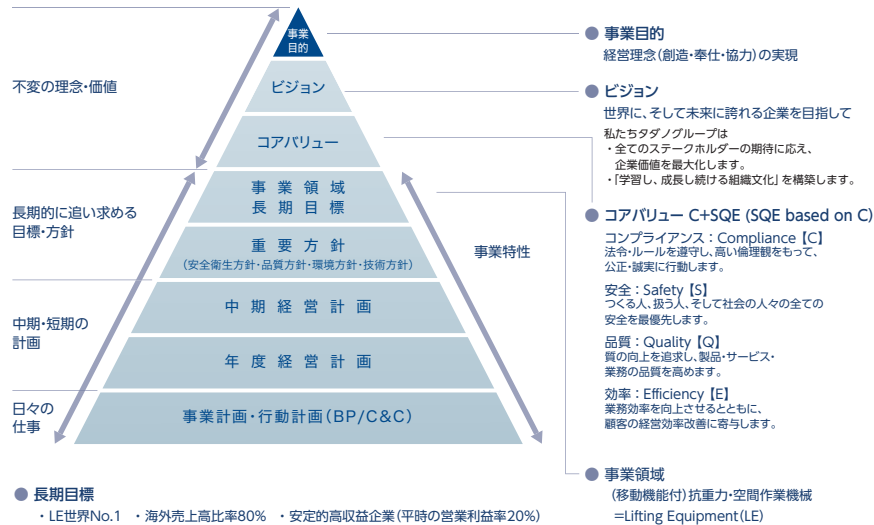 不変の理念・価値
長期的に追い求める
目標・方針
中期・短期の
計画
日々の
仕事
事業
目的
ビジョン
コアバリュー
事業領域
長期目標
重要方針
(安全衛生方針・品質方針・環境方針・技術方針)
中期経営計画
年度経営計画
事業計画・行動計画(BP/C&C)
事業特性
● 事業目的
経営理念(創造・奉仕・協力)の実現
● ビジョン
世界に、そして未来に誇れる企業を目指して
私たちタダノグループは
・全てのステークホルダーの期待に応え、
企業価値を最大化します。
・「学習し、成長し続ける組織文化」を構築します。
● コアバリュー C+SQE (SQE based on C)
コンプライアンス：Compliance【C】
法令・ルールを遵守し、高い倫理観をもって、
公正・誠実に行動します。
安全：Safety【S】
つくる人、扱う人、そして社会の人々の全ての
安全を最優先します。
品質：Quality【Q】
質の向上を追求し、製品・サービス・
業務の品質を高めます。
効率：Efficiency【E】
業務効率を向上させるとともに、
顧客の経営効率改善に寄与します。
● 事業領域
(移動機能付)抗重力・空間作業機械
=Lifting Equipment(LE)
● 長期目標
・LE世界No.1 ・海外売上高比率80% ・安定的高収益企業(平時の営業利益率20%)